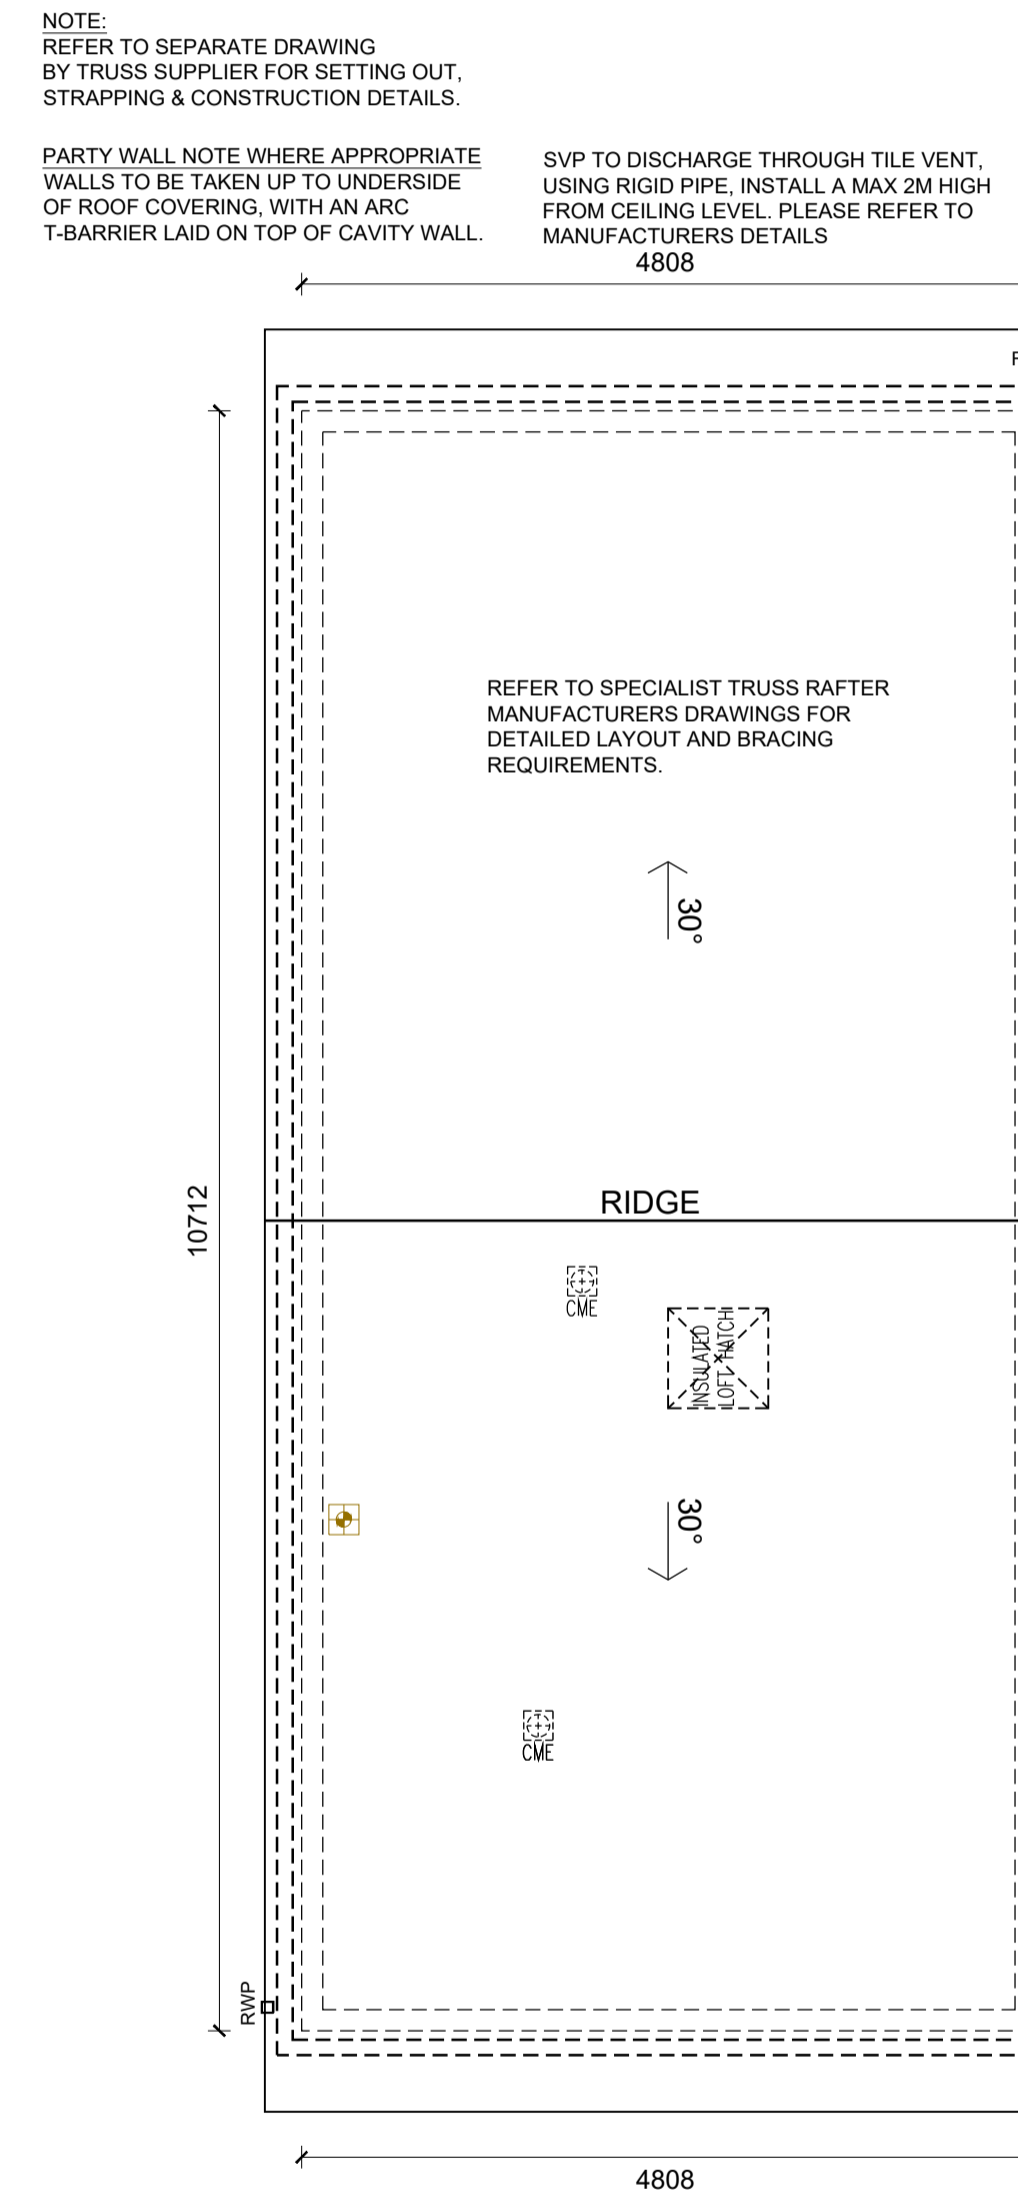 NOTE:
REFER TO SEPARATE DRAWING
BY TRUSS SUPPLIER FOR SETTING OUT,
STRAPPING & CONSTRUCTION DETAILS.
PARTY WALL NOTE WHERE APPROPRIATE
WALLS TO BE TAKEN UP TO UNDERSIDE
OF ROOF COVERING, WITH AN ARC
T-BARRIER LAID ON TOP OF CAVITY WALL.
SVP TO DISCHARGE THROUGH TILE VENT,
USING RIGID PIPE, INSTALL A MAX 2M HIGH
FROM CEILING LEVEL. PLEASE REFER TO
MANUFACTURERS DETAILS
4808
REFER TO SPECIALIST TRUSS RAFTER
MANUFACTURERS DRAWINGS FOR
DETAILED LAYOUT AND BRACING
REQUIREMENTS.
30°
10712
RIDGE
CME
INSULATED
LOFT HATCH
30°
CME
RWP
4808